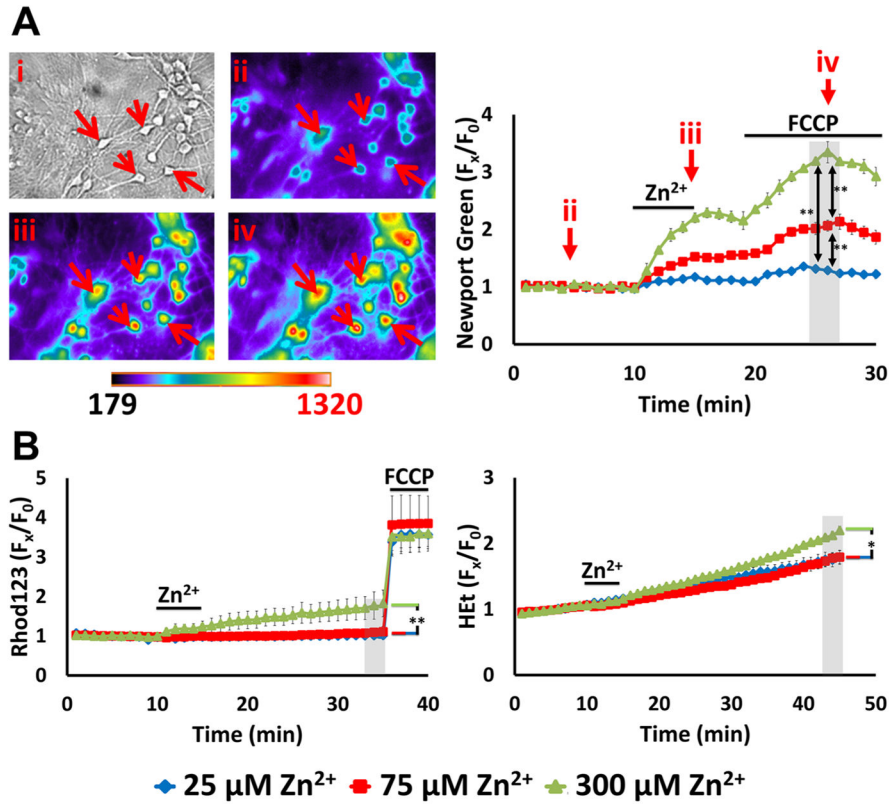 A
i
ii
iii
iv
179
1320
Newport Green (Fₓ/F₀)
4
3
2
1
0
0
10
20
30
Time (min)
ii
iii
iv
Zn²⁺
FCCP
**
**
**
B
Rhod123 (Fₓ/F₀)
5
4
3
2
1
0
0
10
20
30
40
Time (min)
Zn²⁺
FCCP
**
HEt (Fₓ/F₀)
3
2
1
0
0
10
20
30
40
50
Time (min)
Zn²⁺
*
25 µM Zn²⁺
75 µM Zn²⁺
300 µM Zn²⁺